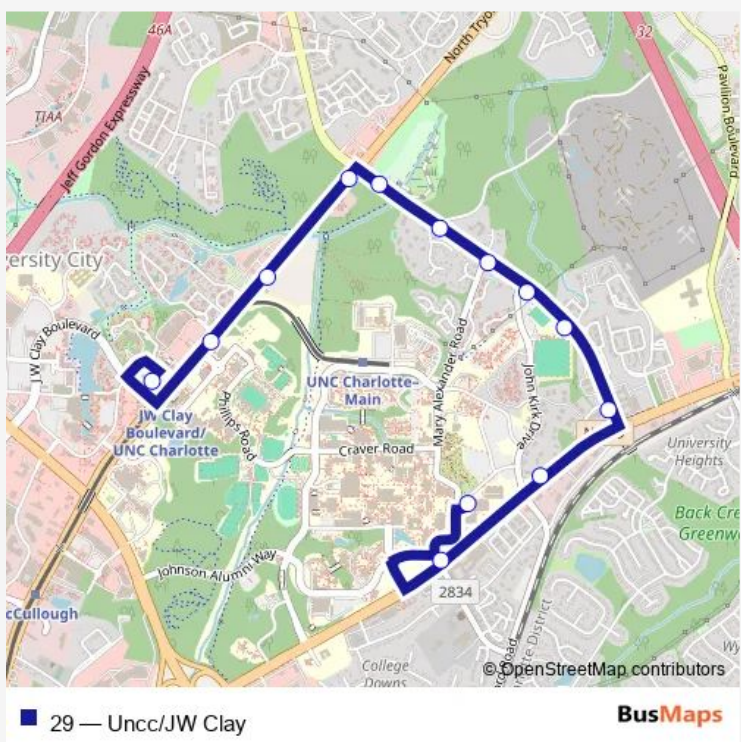 46A
North Tryon
32
Pavilion Boulevard
TIAA
Jeff Gordon Expressway
ersity City
J W Clay Boulevard
UNC Charlotte–
Main
Mary Alexander Road
John Kirk Drive
JW Clay
Boulevard/
UNC Charlotte
Phillips Road
Craver Road
University
Heights
Back Cre
Greenw
Johnson Alumni Way
2834
cCullough
College
Downs
© OpenStreetMap contributors
29 — Uncc/JW Clay
BusMaps